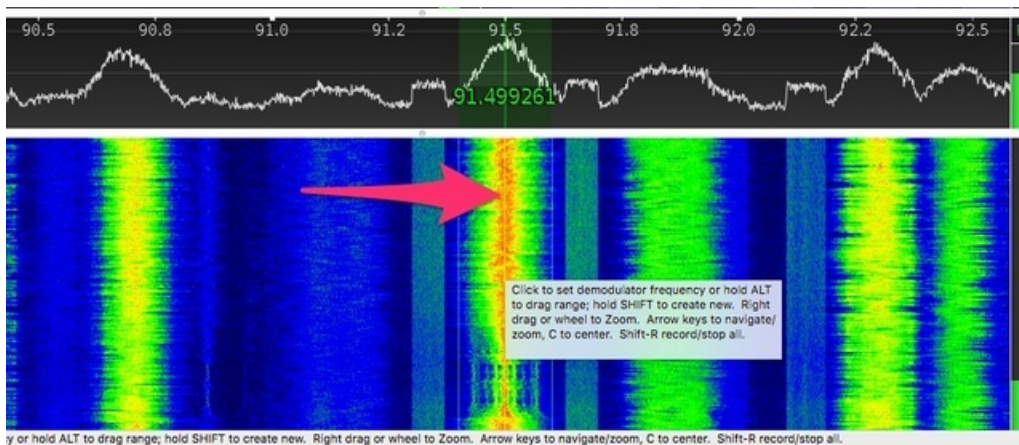 90.5 90.8 91.0 91.2 91.5 91.8 92.0 92.2 92.5
91.499261
Click to set demodulator frequency or hold ALT
to drag range; hold SHIFT to create new. Right
drag or wheel to Zoom. Arrow keys to navigate/
zoom, C to center. Shift-R record/stop all.
or hold ALT to drag range; hold SHIFT to create new. Right drag or wheel to Zoom. Arrow keys to navigate/zoom, C to center. Shift-R record/stop all.